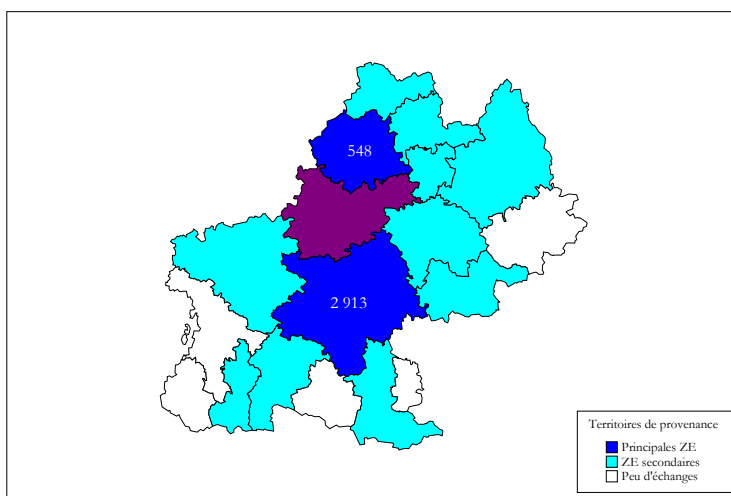 548
2 913
Territoires de provenance
Principales ZE
ZE secondaires
Peu d'échanges